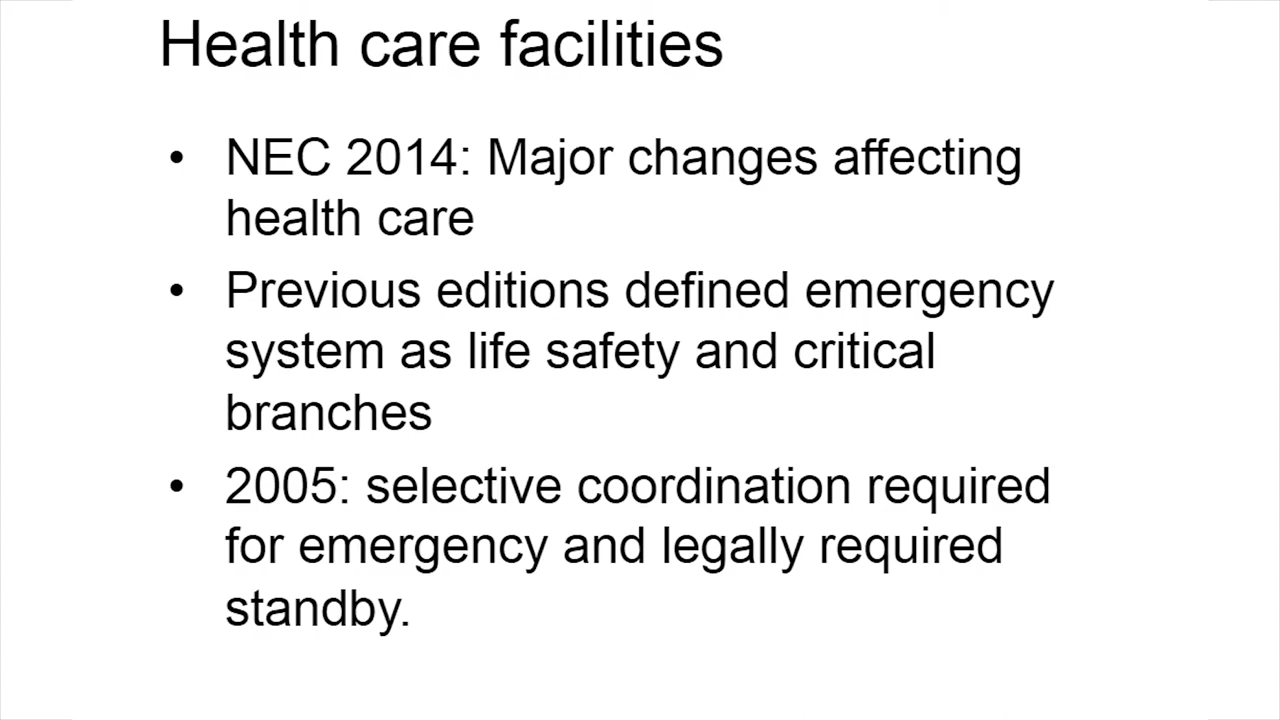 Health care facilities
• NEC 2014: Major changes affecting
health care
• Previous editions defined emergency
system as life safety and critical
branches
• 2005: selective coordination required
for emergency and legally required
standby.